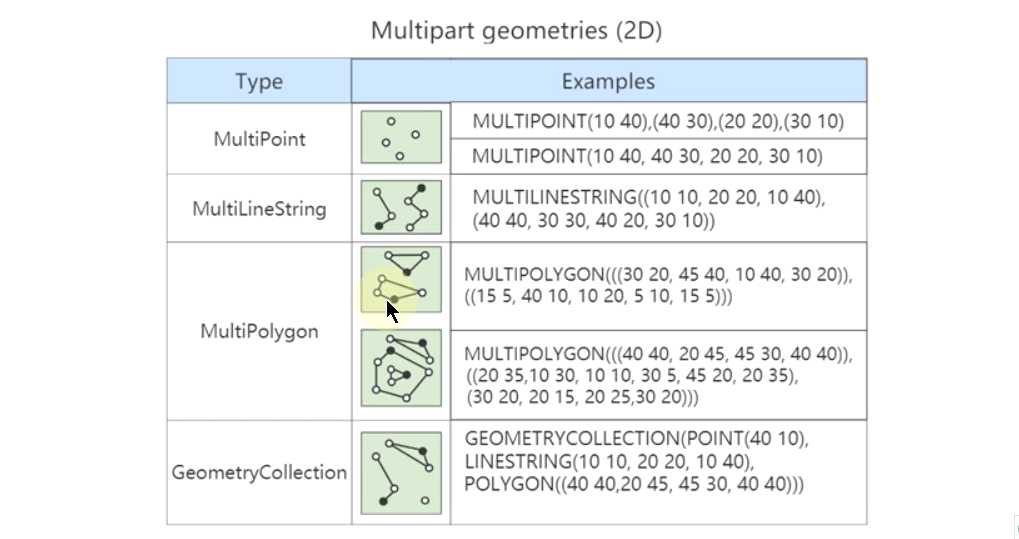 Multipart geometries (2D)
Type
Examples
MultiPoint
MULTIPOINT(10 40),(40 30),(20 20),(30 10)
MULTIPOINT(10 40, 40 30, 20 20, 30 10)
MultiLineString
MULTILINESTRING((10 10, 20 20, 10 40),
(40 40, 30 30, 40 20, 30 10))
MultiPolygon
MULTIPOLYGON(((30 20, 45 40, 10 40, 30 20)),
((15 5, 40 10, 10 20, 5 10, 15 5)))
MULTIPOLYGON(((40 40, 20 45, 45 30, 40 40)),
((20 35,10 30, 10 10, 30 5, 45 20, 20 35),
(30 20, 20 15, 20 25,30 20)))
GeometryCollection
GEOMETRYCOLLECTION(POINT(40 10),
LINESTRING(10 10, 20 20, 10 40),
POLYGON((40 40,20 45, 45 30, 40 40)))